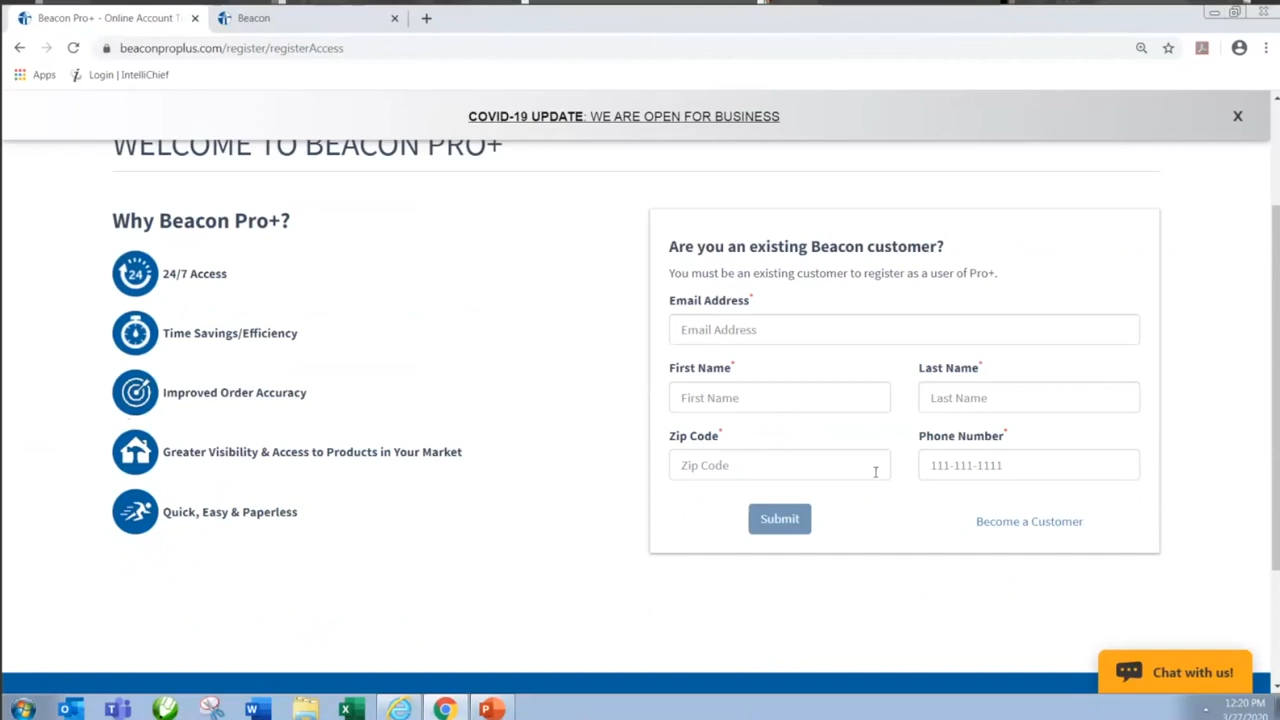 Beacon Pro+ - Online Account T
Beacon
beaconproplus.com/register/registerAccess
Apps
Login | IntelliChief
COVID-19 UPDATE: WE ARE OPEN FOR BUSINESS
X
WELCOME TO BEACON PRO+
Why Beacon Pro+?
24 24/7 Access
Time Savings/Efficiency
Improved Order Accuracy
Greater Visibility & Access to Products in Your Market
Quick, Easy & Paperless
Are you an existing Beacon customer?
You must be an existing customer to register as a user of Pro+.
Email Address*
Email Address
First Name* Last Name*
First Name Last Name
Zip Code* Phone Number*
Zip Code 111-111-1111
Submit Become a Customer
Chat with us!
12:20 PM
3/27/2020